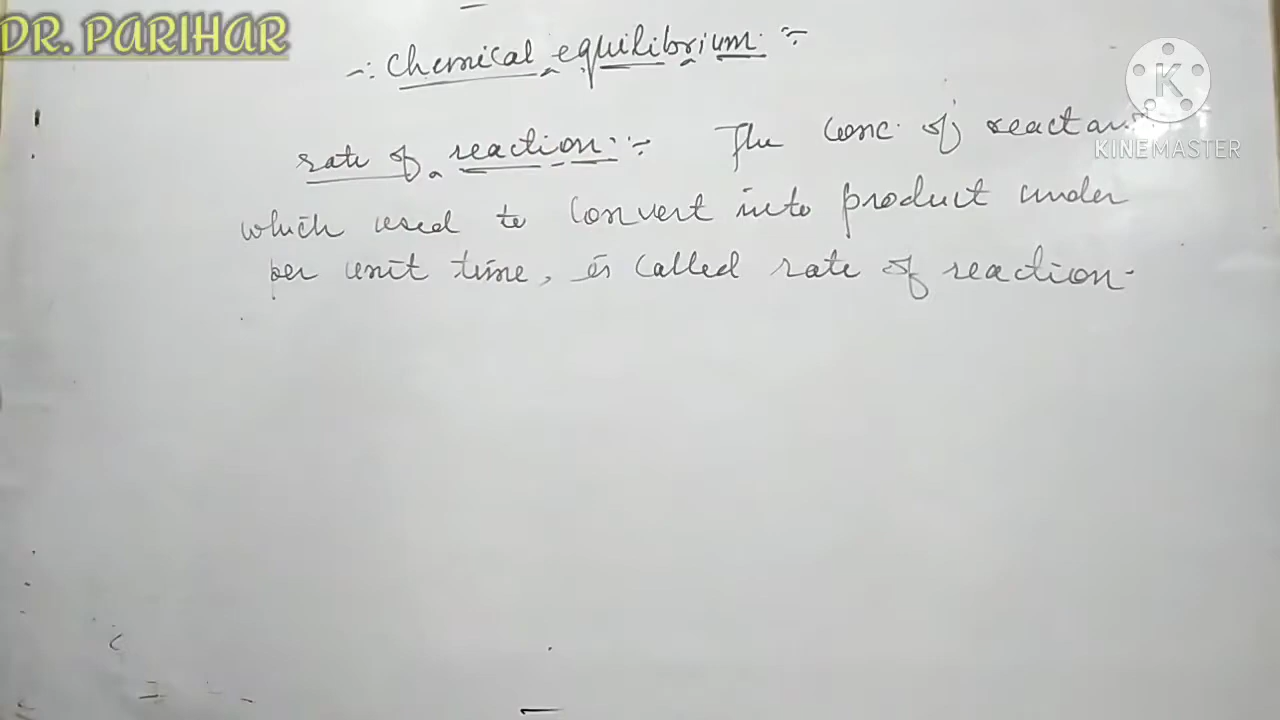 DR. PARIHAR
-: Chemical equilibrium :-
KINEMASTER
rate of reaction :- The conc. of reactant
which used to convert into product under
per unit time, is called rate of reaction.